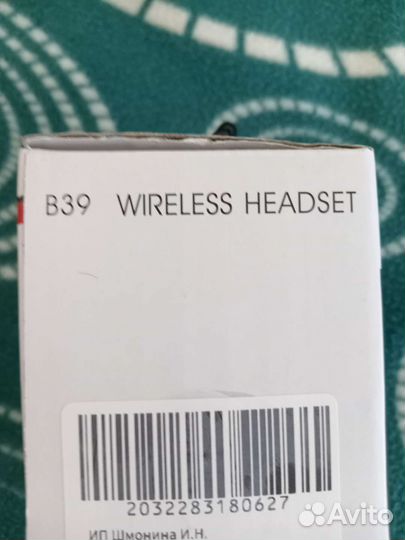 B39 WIRELESS HEADSET
2032283180627
ИП Шмонина И.Н.
Avito